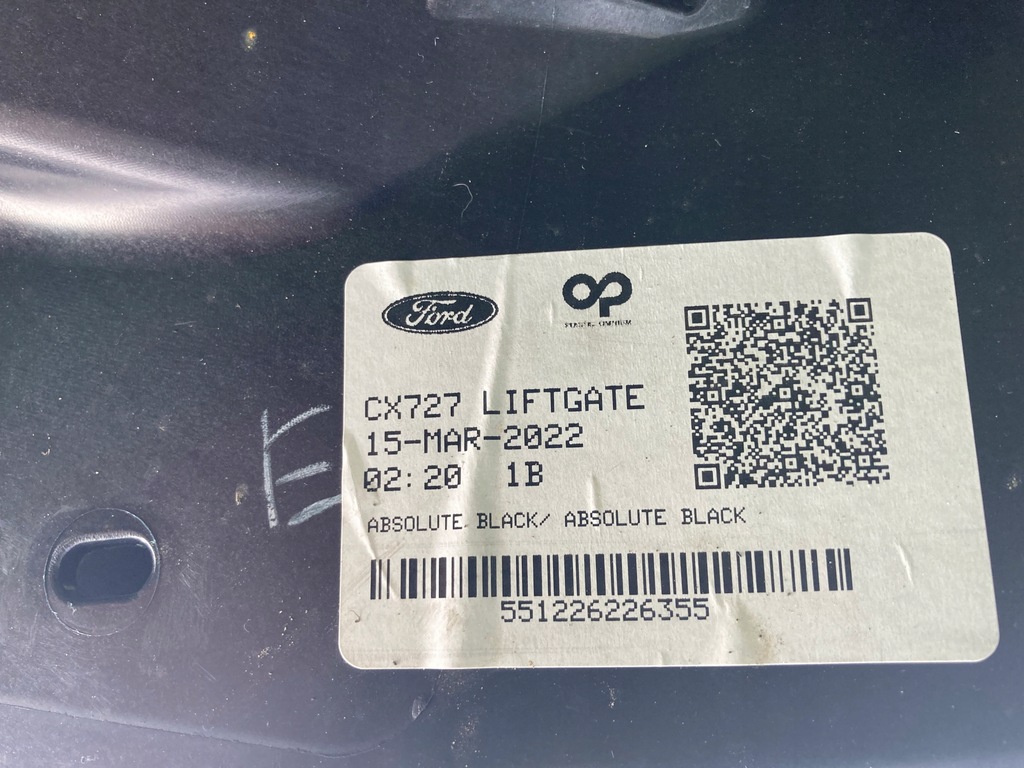 Ford
OP
PLASTIC OMNIUM
CX727 LIFTGATE
15-MAR-2022
02:20 1B
E
ABSOLUTE BLACK/ ABSOLUTE BLACK
551226226355